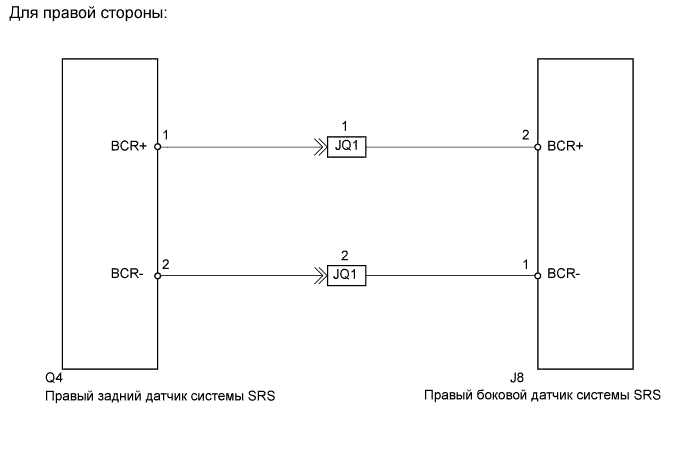 Для правой стороны:
1
1
2
BCR+
JQ1
BCR+
2
2
1
BCR-
JQ1
BCR-
Q4
J8
Правый задний датчик системы SRS
Правый боковой датчик системы SRS